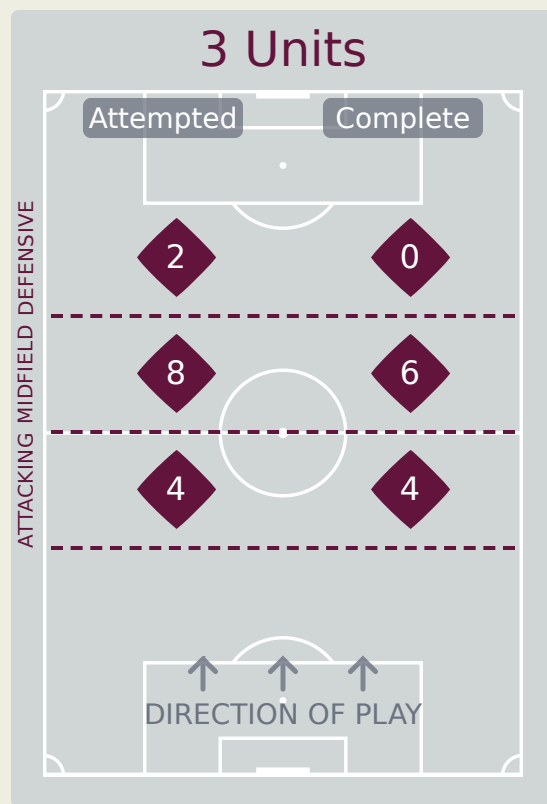 3 Units
Attempted Complete
ATTACKING MIDFIELD DEFENSIVE
2 0
8 6
4 4
DIRECTION OF PLAY